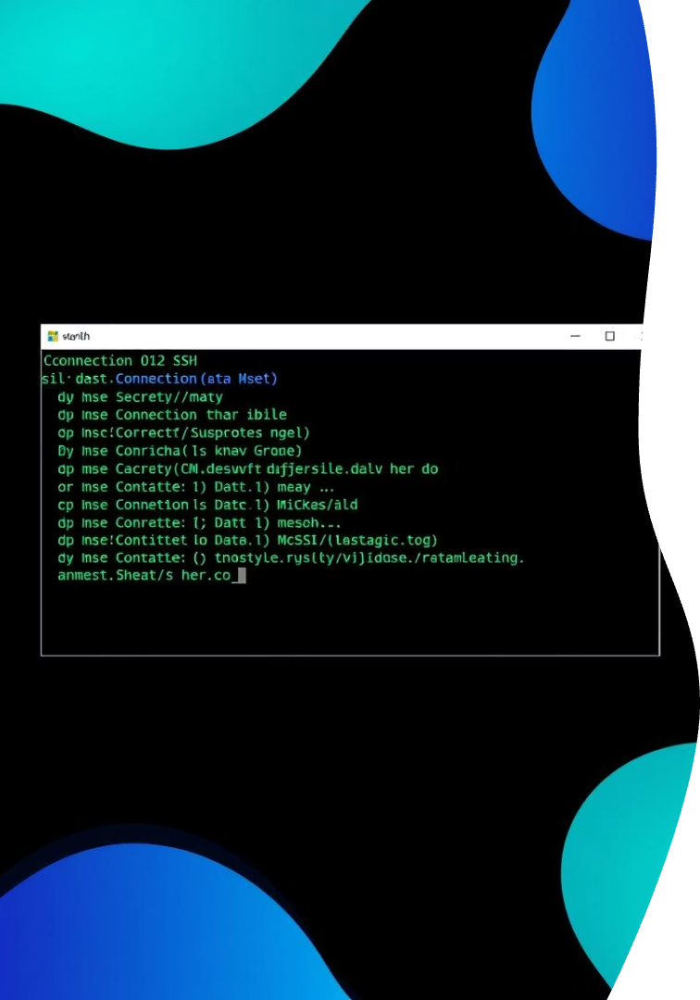 Cconnection 012 SSH
sil· dast.Connection(ata Mset)
dy mse Secrety//maty
dp mse Connection thar ibile
op msc!Correctf/Susprotes ngel)
By mse Conricha(ls knav Grone)
dp mse Cacrety(CM.desvvft differsile.dalv her do
or mse Contatte: 1) Datt.1) meay ...
cp mse Connetion ls Datc.1) MiCkes/ald
dp mse Conrette: [; Datt 1) mesoh...
dp mse!Contittet lo Data.1) McSSI/(lastagic.tog)
dy mse Contatte: () tnostyle.rys(ty/vi]idose./ratamleating.
anmest.Sheat/s her.co_